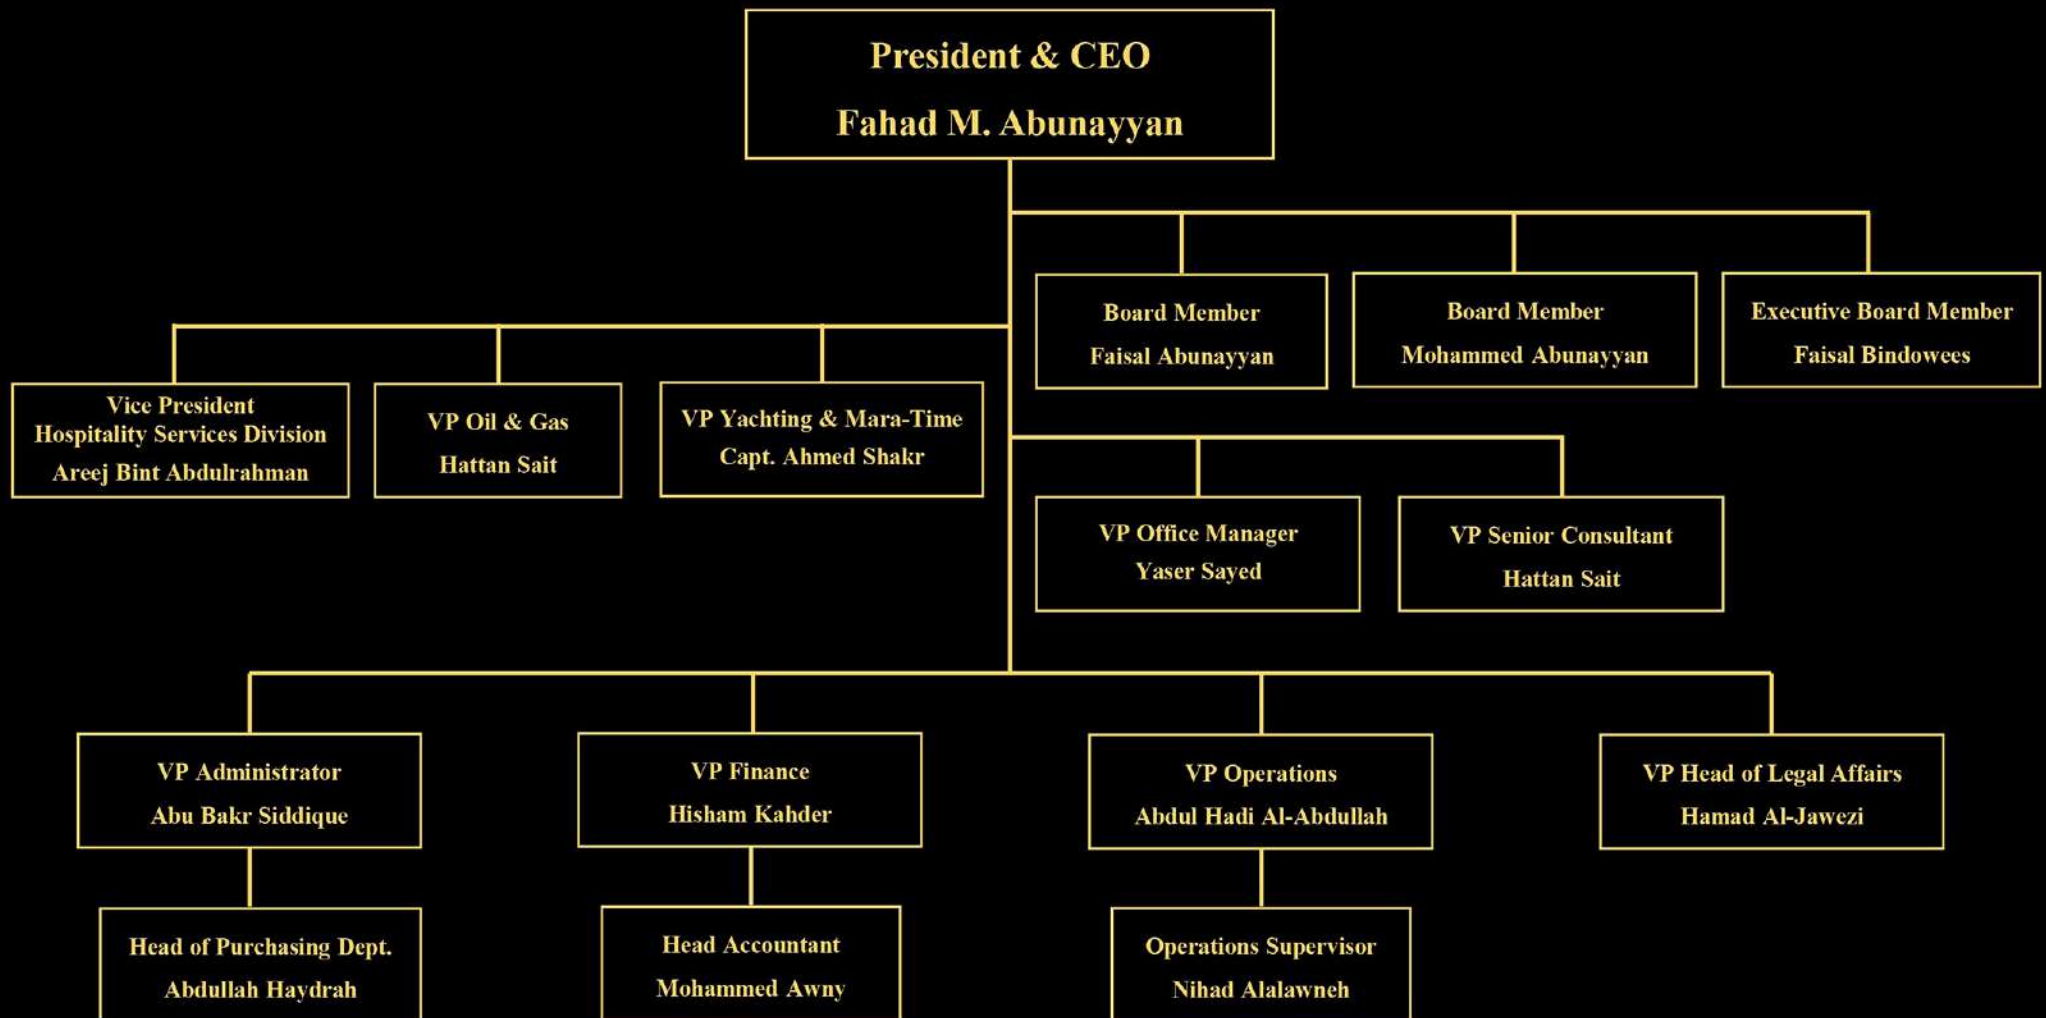 President & CEO
Fahad M. Abunayyan
Board Member
Faisal Abunayyan
Board Member
Mohammed Abunayyan
Executive Board Member
Faisal Bindowees
Vice President
Hospitality Services Division
Areej Bint Abdulrahman
VP Oil & Gas
Hattan Sait
VP Yachting & Mara-Time
Capt. Ahmed Shakr
VP Office Manager
Yaser Sayed
VP Senior Consultant
Hattan Sait
VP Administrator
Abu Bakr Siddique
VP Finance
Hisham Kahder
VP Operations
Abdul Hadi Al-Abdullah
VP Head of Legal Affairs
Hamad Al-Jawezi
Head of Purchasing Dept.
Abdullah Haydrah
Head Accountant
Mohammed Awny
Operations Supervisor
Nihad Alalawneh